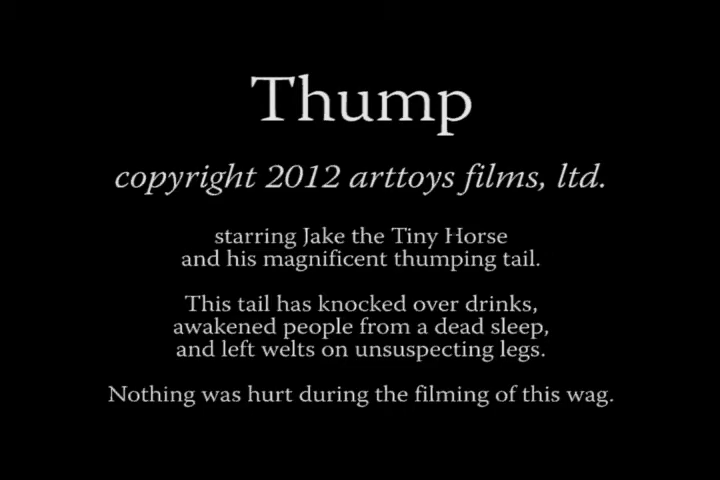 Thump
copyright 2012 arttoys films, ltd.
starring Jake the Tiny Horse
and his magnificent thumping tail.
This tail has knocked over drinks,
awakened people from a dead sleep,
and left welts on unsuspecting legs.
Nothing was hurt during the filming of this wag.